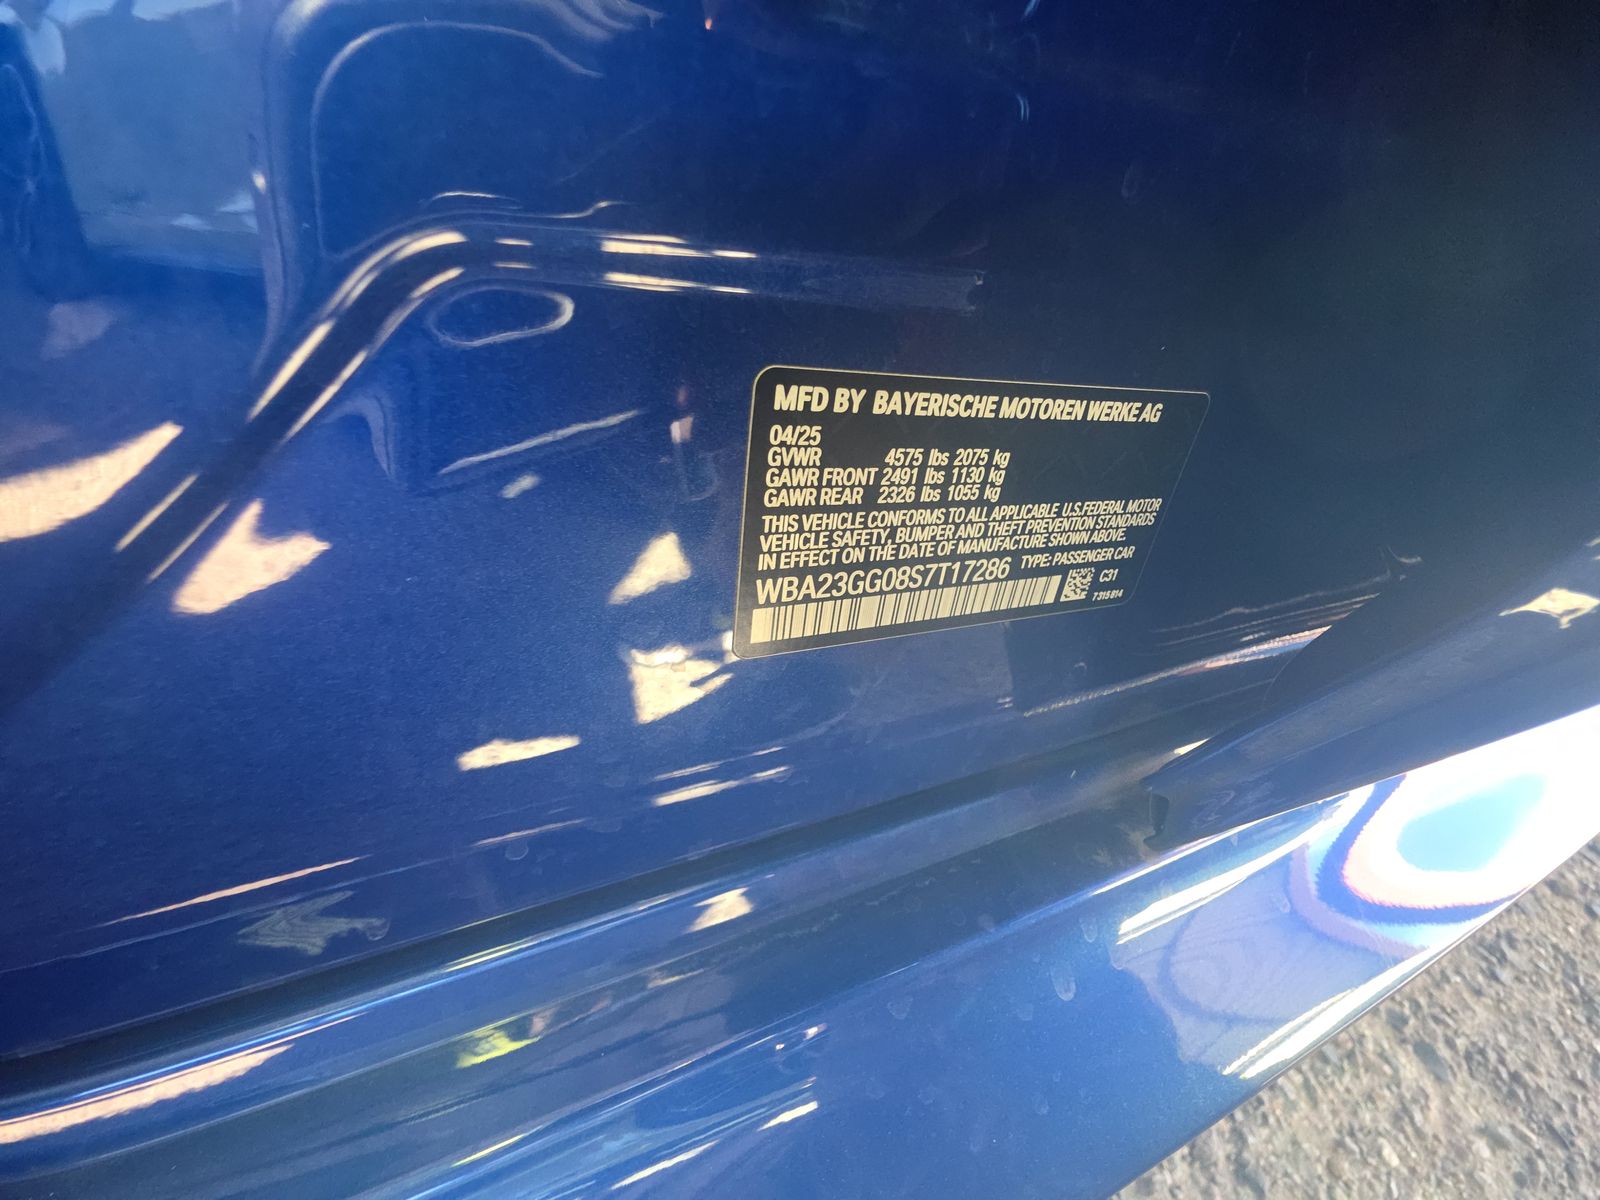 MFD BY BAYERISCHE MOTOREN WERKE AG
04/25
GVWR 4575 lbs 2075 kg
GAWR FRONT 2491 lbs 1130 kg
GAWR REAR 2326 lbs 1055 kg
THIS VEHICLE CONFORMS TO ALL APPLICABLE U.S.FEDERAL MOTOR
VEHICLE SAFETY, BUMPER AND THEFT PREVENTION STANDARDS
IN EFFECT ON THE DATE OF MANUFACTURE SHOWN ABOVE.
WBA23GG08S7T17286 TYPE: PASSENGER CAR
C31
7315814